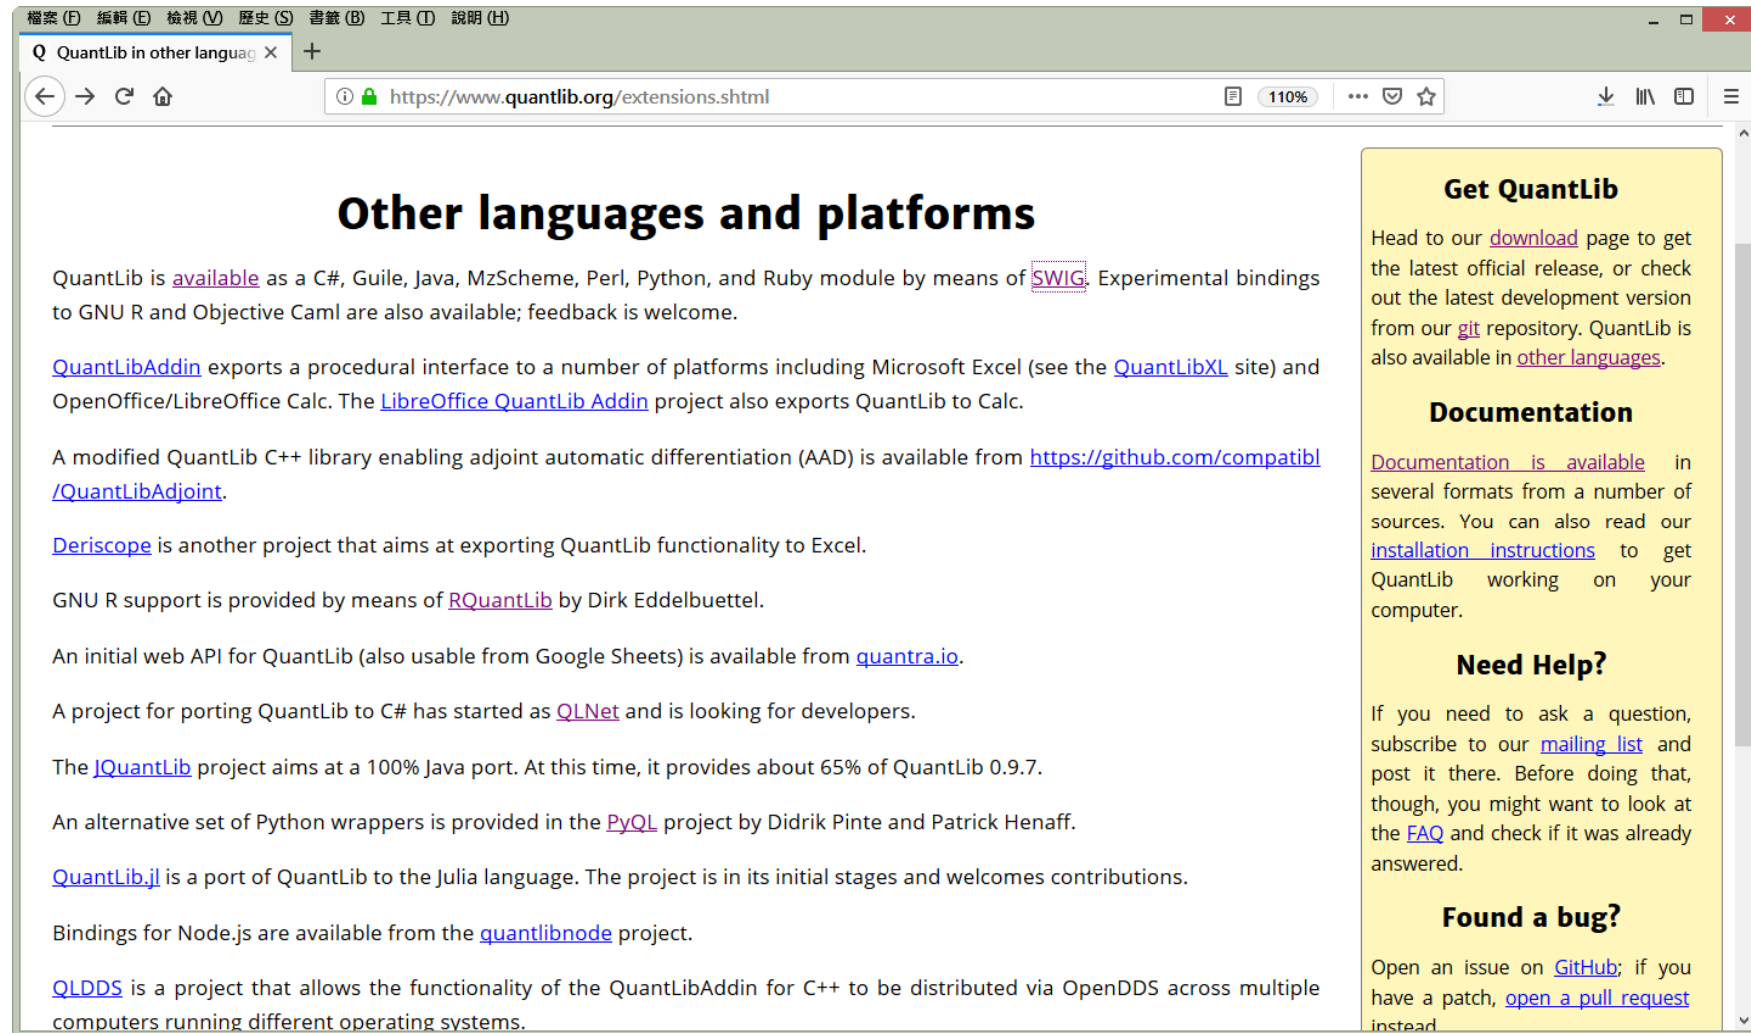 檔案 (F) 編輯 (E) 檢視 (V) 歷史 (S) 書籤 (B) 工具 (T) 說明 (H)
Q QuantLib in other languag
https://www.quantlib.org/extensions.shtml
110%
Other languages and platforms
QuantLib is available as a C#, Guile, Java, MzScheme, Perl, Python, and Ruby module by means of SWIG. Experimental bindings
to GNU R and Objective Caml are also available; feedback is welcome.
QuantLibAddin exports a procedural interface to a number of platforms including Microsoft Excel (see the QuantLibXL site) and
OpenOffice/LibreOffice Calc. The LibreOffice QuantLib Addin project also exports QuantLib to Calc.
A modified QuantLib C++ library enabling adjoint automatic differentiation (AAD) is available from https://github.com/compatibl
/QuantLibAdjoint.
Deriscope is another project that aims at exporting QuantLib functionality to Excel.
GNU R support is provided by means of RQuantLib by Dirk Eddelbuettel.
An initial web API for QuantLib (also usable from Google Sheets) is available from quantra.io.
A project for porting QuantLib to C# has started as QLNet and is looking for developers.
The JQuantLib project aims at a 100% Java port. At this time, it provides about 65% of QuantLib 0.9.7.
An alternative set of Python wrappers is provided in the PyQL project by Didrik Pinte and Patrick Henaff.
QuantLib.jl is a port of QuantLib to the Julia language. The project is in its initial stages and welcomes contributions.
Bindings for Node.js are available from the quantlibnode project.
QLDDS is a project that allows the functionality of the QuantLibAddin for C++ to be distributed via OpenDDS across multiple
computers running different operating systems.
Get QuantLib
Head to our download page to get
the latest official release, or check
out the latest development version
from our git repository. QuantLib is
also available in other languages.
Documentation
Documentation is available in
several formats from a number of
sources. You can also read our
installation instructions to get
QuantLib working on your
computer.
Need Help?
If you need to ask a question,
subscribe to our mailing list and
post it there. Before doing that,
though, you might want to look at
the FAQ and check if it was already
answered.
Found a bug?
Open an issue on GitHub; if you
have a patch, open a pull request
instead